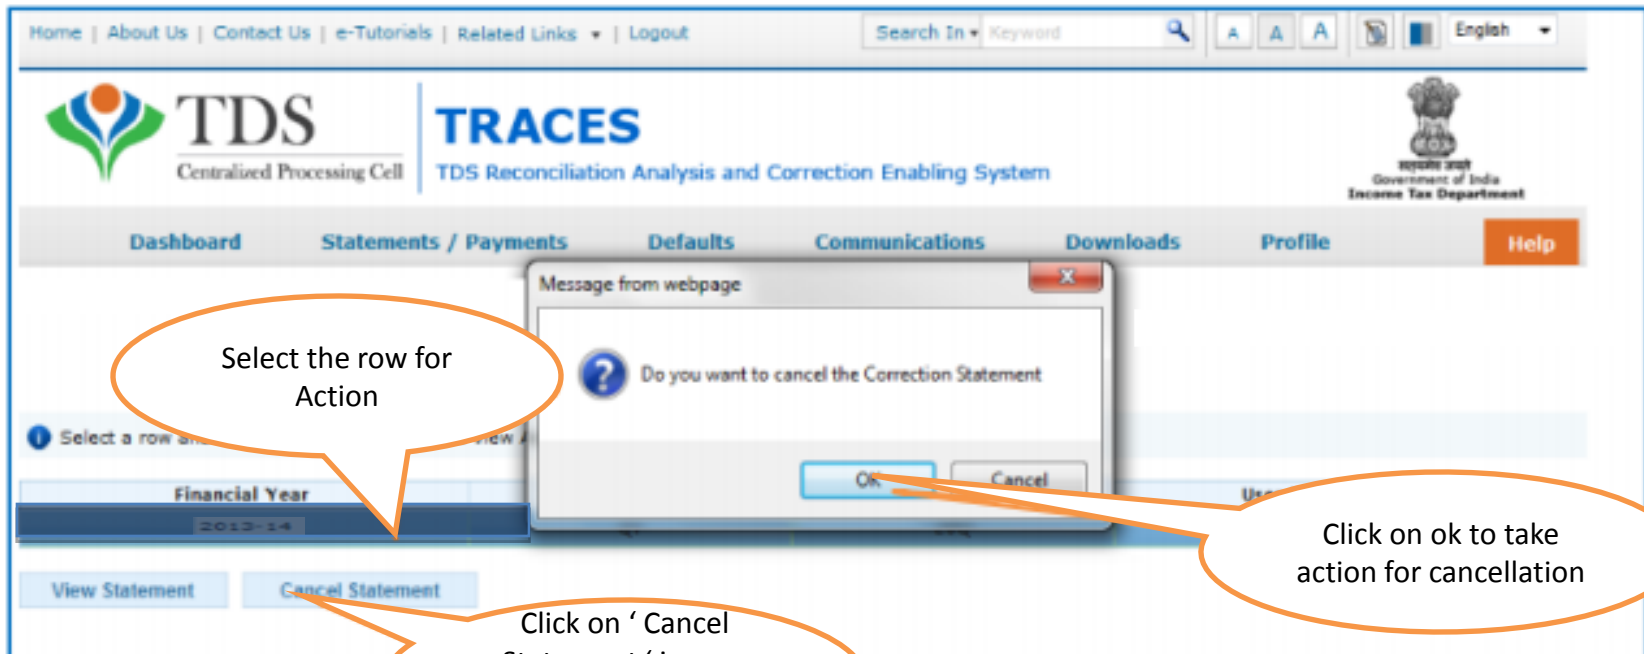 Home | About Us | Contact Us | e-Tutorials | Related Links | Logout
Search In Keyword
A A A
English
TDS
Centralized Processing Cell
TRACES
TDS Reconciliation Analysis and Correction Enabling System
सत्यमेव जयते
Government of India
Income Tax Department
Dashboard Statements / Payments Defaults Communications Downloads Profile Help
Message from webpage
Do you want to cancel the Correction Statement
OK Cancel
Select the row for
Action
Select a row
Financial Year
2013-14
View Statement Cancel Statement
Click on ok to take
action for cancellation
Click on ‘ Cancel